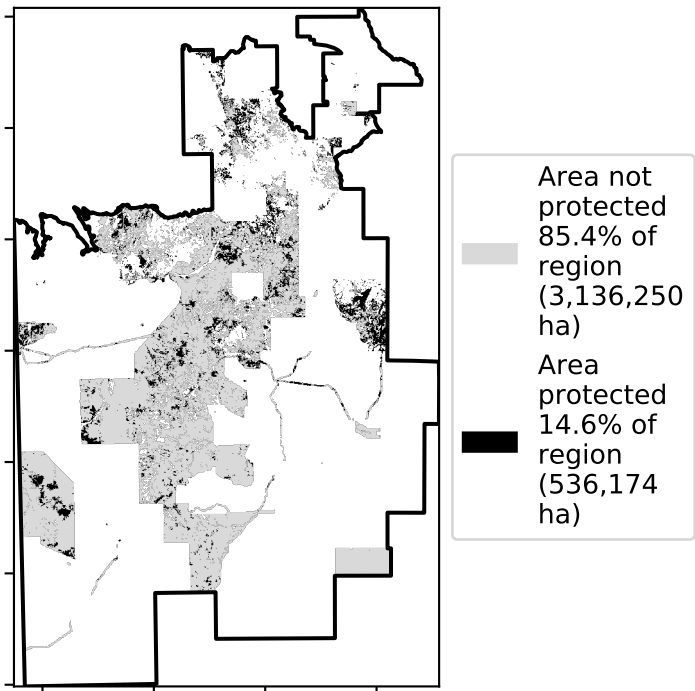 Area not
protected
85.4% of
region
(3,136,250
ha)
Area
protected
14.6% of
region
(536,174
ha)